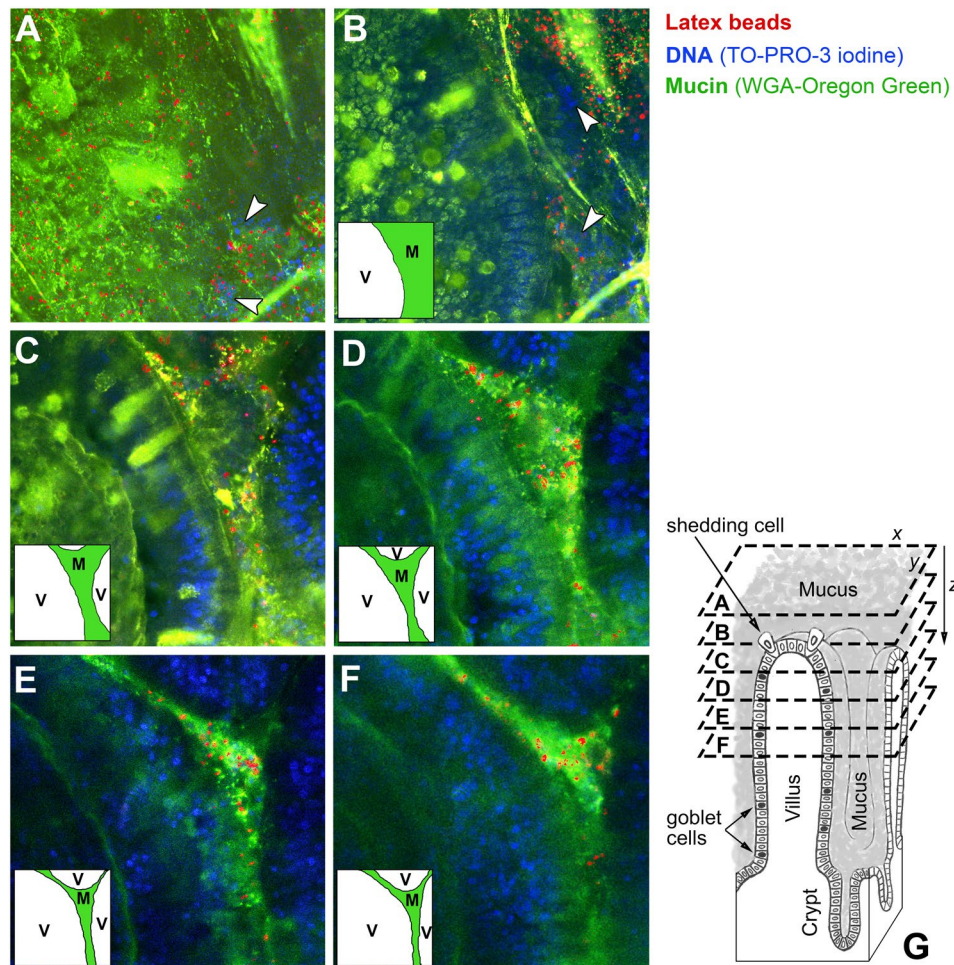 A
B
Latex beads
DNA (TO-PRO-3 iodine)
Mucin (WGA-Oregon Green)
V
M
C
D
M
V
V
V
M
V
V
E
F
V
M
V
V
V
M
V
V
shedding cell
x
y
z
Mucus
A
B
C
D
E
F
goblet
cells
Villus
Mucus
Crypt
G